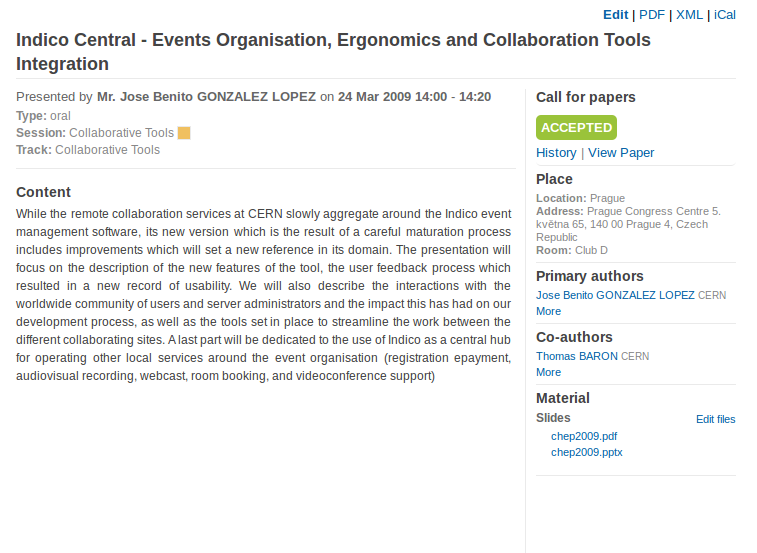 Edit | PDF | XML | iCal
Indico Central - Events Organisation, Ergonomics and Collaboration Tools
Integration
Presented by Mr. Jose Benito GONZALEZ LOPEZ on 24 Mar 2009 14:00 - 14:20
Type: oral
Session: Collaborative Tools
Track: Collaborative Tools
Content
While the remote collaboration services at CERN slowly aggregate around the Indico event
management software, its new version which is the result of a careful maturation process
includes improvements which will set a new reference in its domain. The presentation will
focus on the description of the new features of the tool, the user feedback process which
resulted in a new record of usability. We will also describe the interactions with the
worldwide community of users and server administrators and the impact this has had on our
development process, as well as the tools set in place to streamline the work between the
different collaborating sites. A last part will be dedicated to the use of Indico as a central hub
for operating other local services around the event organisation (registration epayment,
audiovisual recording, webcast, room booking, and videoconference support)
Call for papers
ACCEPTED
History | View Paper
Place
Location: Prague
Address: Prague Congress Centre 5.
května 65, 140 00 Prague 4, Czech
Republic
Room: Club D
Primary authors
Jose Benito GONZALEZ LOPEZ CERN
More
Co-authors
Thomas BARON CERN
More
Material
Slides Edit files
chep2009.pdf
chep2009.pptx